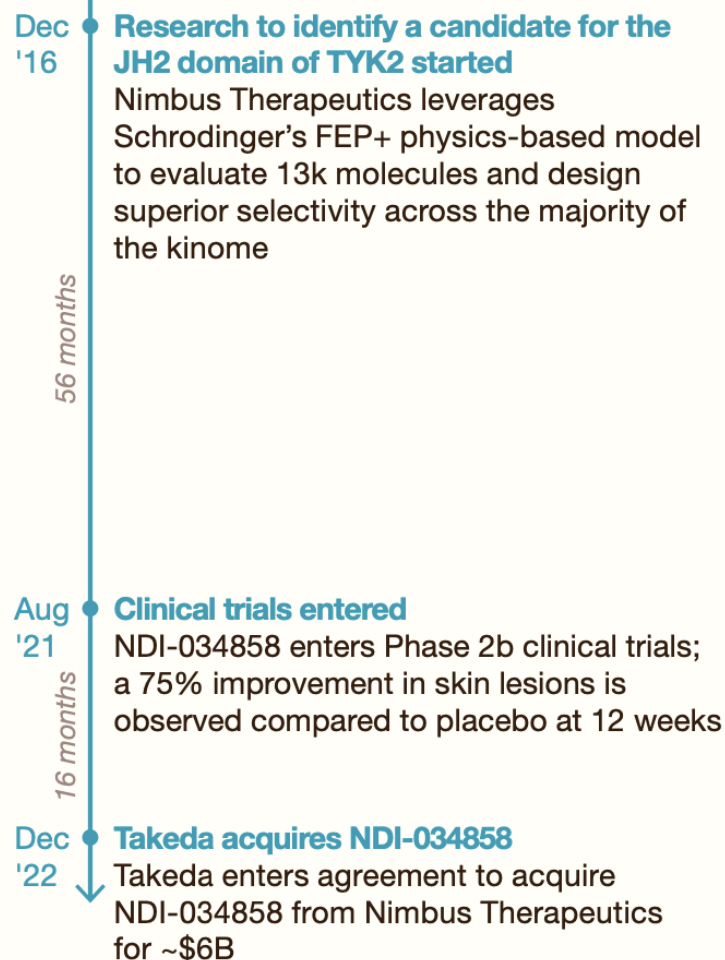 Dec
'16
Research to identify a candidate for the
JH2 domain of TYK2 started
Nimbus Therapeutics leverages
Schrodinger’s FEP+ physics-based model
to evaluate 13k molecules and design
superior selectivity across the majority of
the kinome
56 months
Aug
'21
Clinical trials entered
NDI-034858 enters Phase 2b clinical trials;
a 75% improvement in skin lesions is
observed compared to placebo at 12 weeks
16 months
Dec
'22
Takeda acquires NDI-034858
Takeda enters agreement to acquire
NDI-034858 from Nimbus Therapeutics
for ~$6B